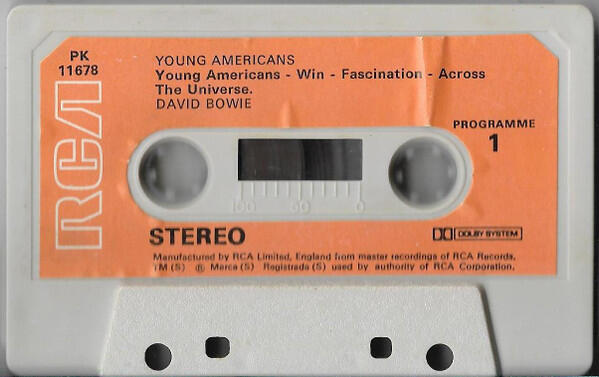 PK
11678
RCA
YOUNG AMERICANS
Young Americans - Win - Fascination - Across
The Universe.
DAVID BOWIE
PROGRAMME
1
100 50 0
STEREO
DOLBY SYSTEM
Manufactured by RCA Limited, England from master recordings of RCA Records,
TM (S) ® Marca (S) Registrada (S) used by authority of RCA Corporation.